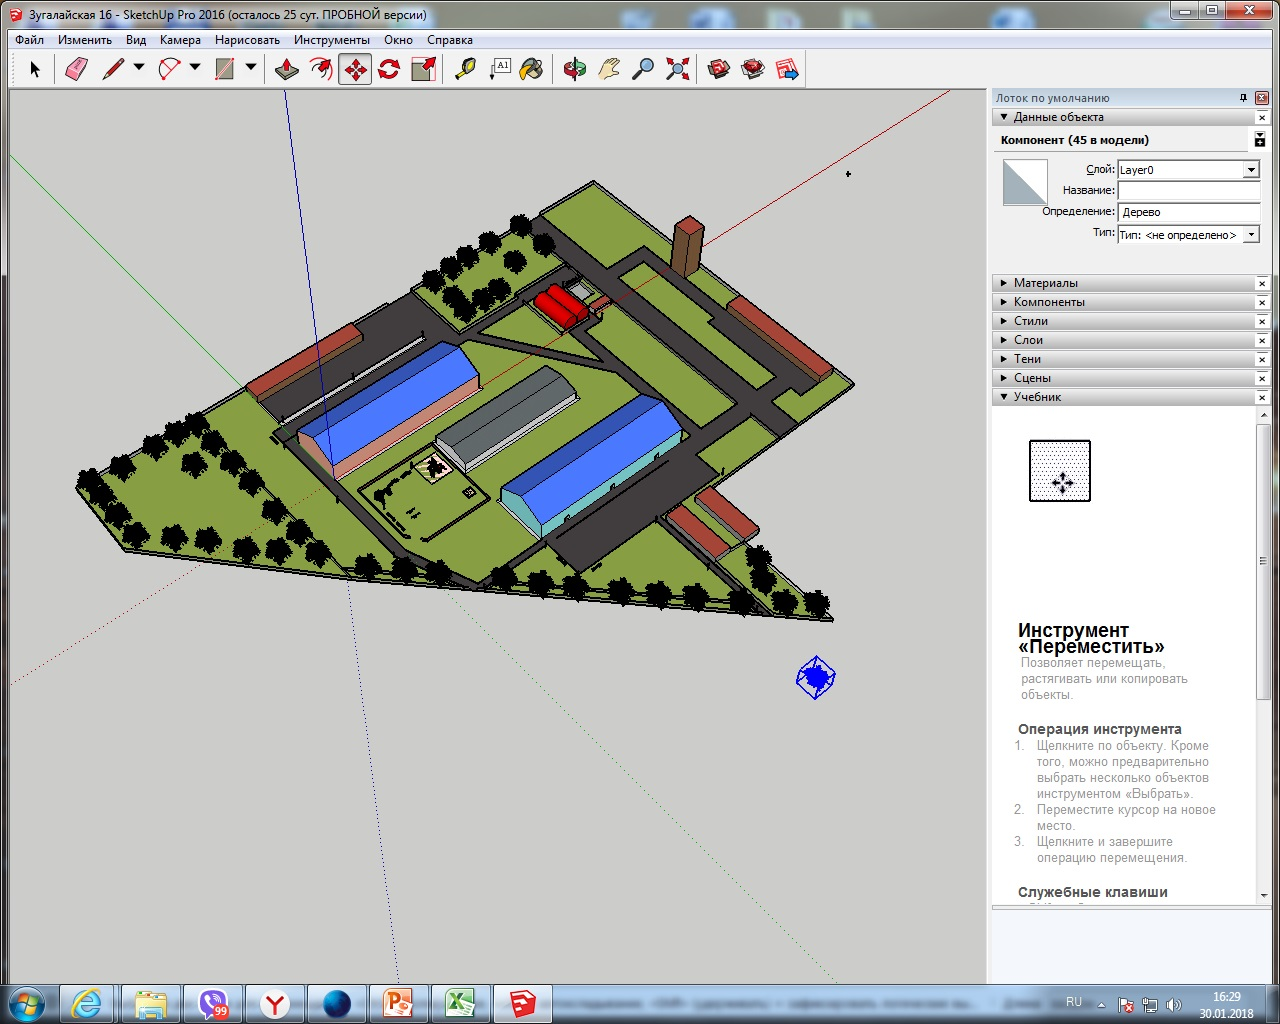 Зугалайская 16 - SketchUp Pro 2016 (осталось 25 сут. ПРОБНОЙ версии)
Файл Изменить Вид Камера Нарисовать Инструменты Окно Справка
A1
Лоток по умолчанию
Данные объекта
Компонент (45 в модели)
Слой: Layer0
Название:
Определение: Дерево
Тип: Тип: <не определено>
Материалы
Компоненты
Стили
Слои
Тени
Сцены
Учебник
Инструмент
«Переместить»
Позволяет перемещать,
растягивать или копировать
объекты.
Операция инструмента
1. Щелкните по объекту. Кроме
того, можно предварительно
выбрать несколько объектов
инструментом «Выбрать».
2. Переместите курсор на новое
место.
3. Щелкните и завершите
операцию перемещения.
Служебные клавиши
99
RU
16:29
30.01.2018